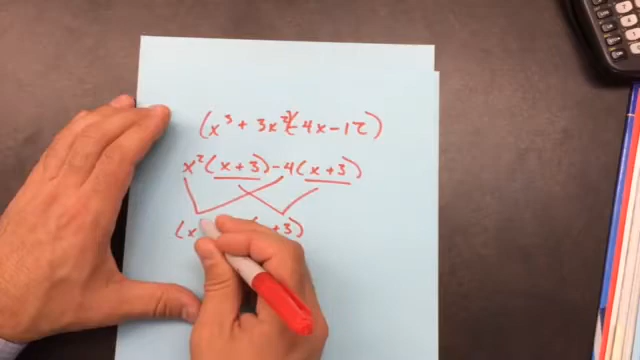 (x³ + 3x²)(-4x-12)
x²(x+3)-4(x+3)
(x (x+3)